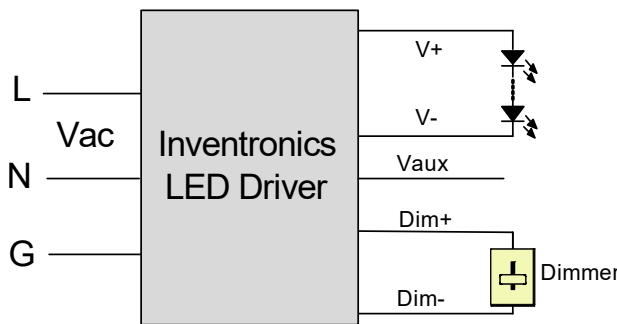 L
Vac
N
G
Inventronics
LED Driver
V+
V-
Vaux
Dim+
Dim-
Dimmer